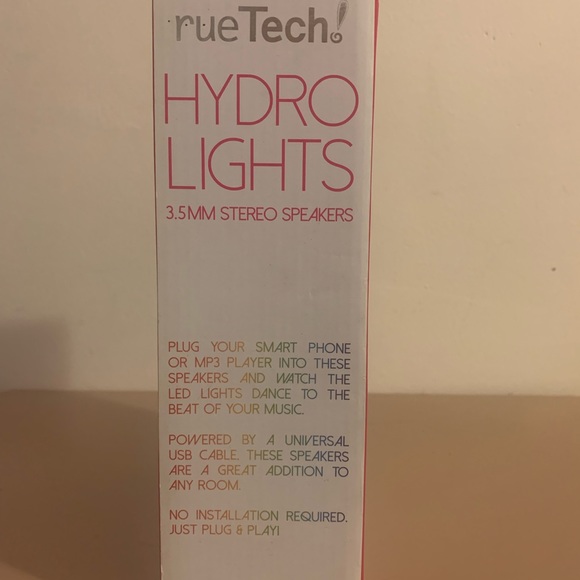 rueTech!
HYDRO
LIGHTS
3.5MM STEREO SPEAKERS
PLUG YOUR SMART PHONE
OR MP3 PLAYER INTO THESE
SPEAKERS AND WATCH THE
LED LIGHTS DANCE TO THE
BEAT OF YOUR MUSIC.
POWERED BY A UNIVERSAL
USB CABLE. THESE SPEAKERS
ARE A GREAT ADDITION TO
ANY ROOM.
NO INSTALLATION REQUIRED.
JUST PLUG & PLAY!